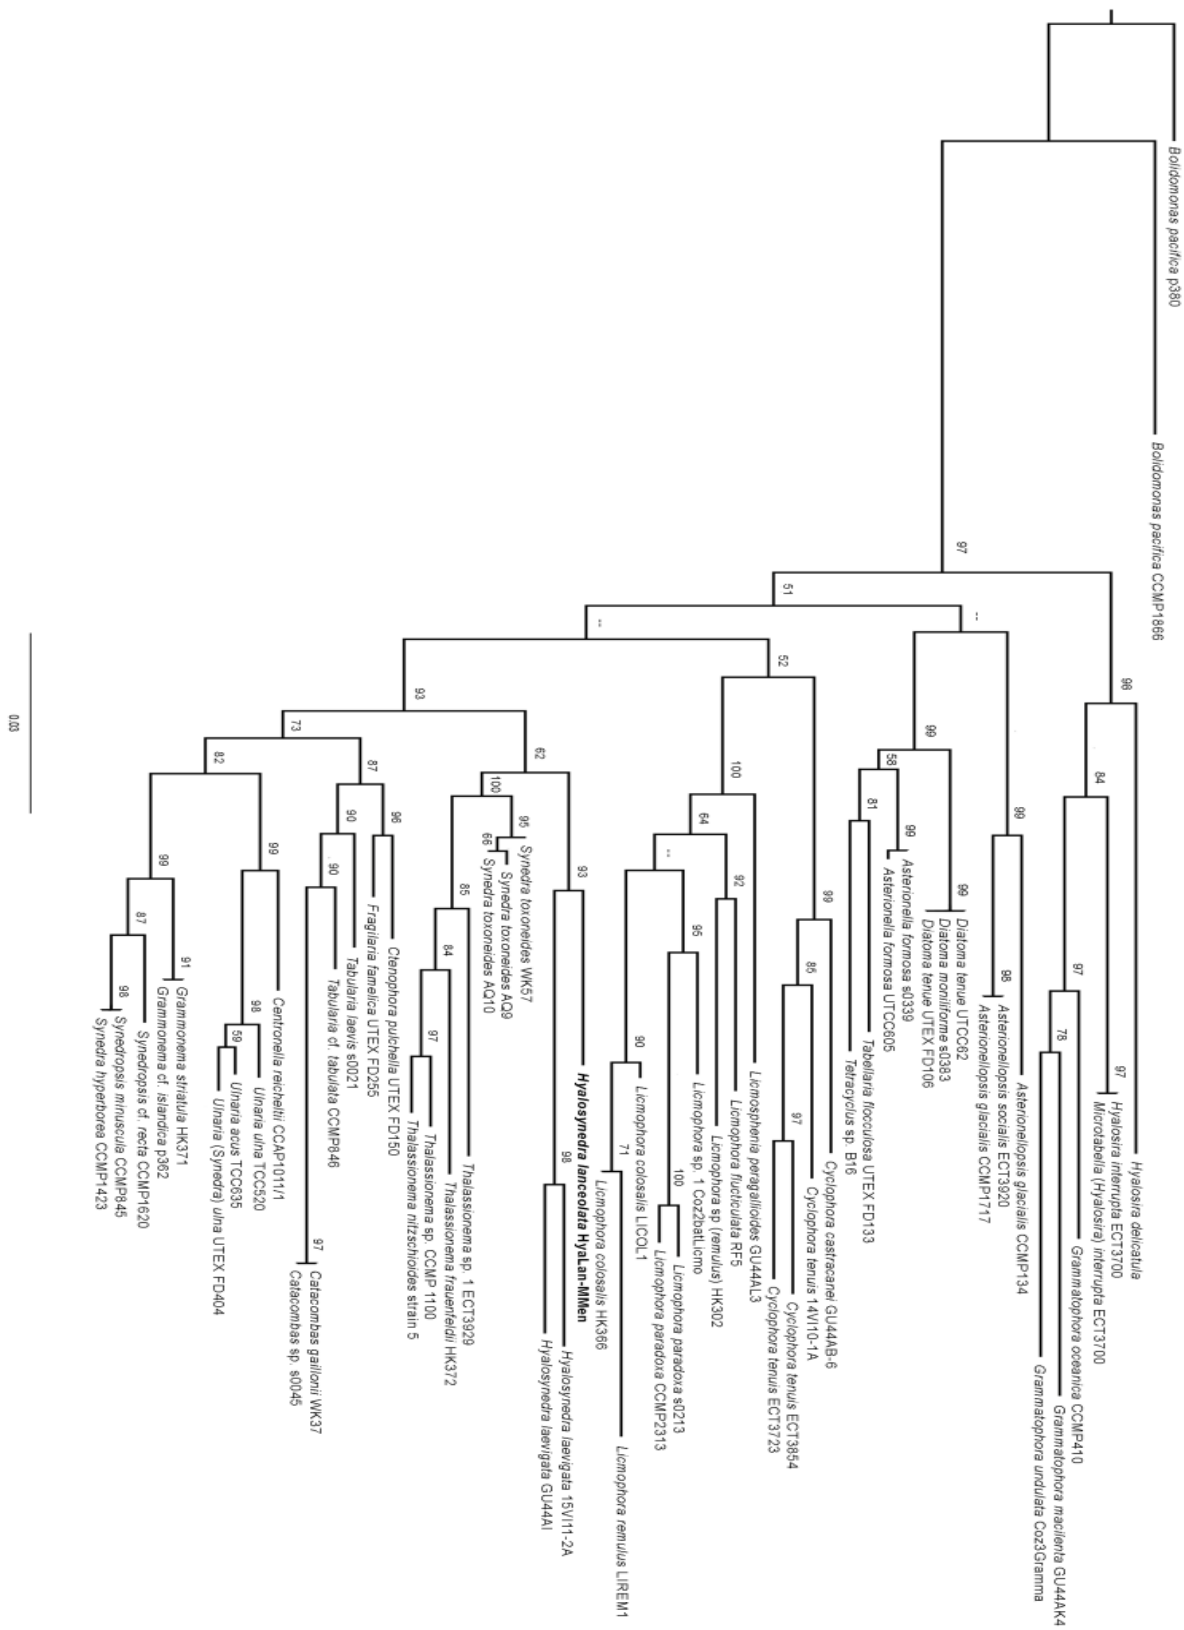 Bolidomonas pacifica p380
Bolidomonas pacifica CCMP1866
97
98
Hyalosira delicatula
84
97
Hyalosira interrupta ECT3700
Microtabella (Hyalosira) interrupta ECT3700
97
Grammatophora oceanica CCMP410
78
Grammatophora macilenta GU44AK4
Grammatophora undulata Coz3Gramma
51
--
99
Asterionellopsis glacialis CCMP134
98
Asterionellopsis socialis ECT3920
Asterionellopsis glacialis CCMP1717
99
99
Diatoma tenue UTCC62
Diatoma moniliforme s0383
Diatoma tenue UTEX FD106
58
99
Asterionella formosa s0339
Asterionella formosa UTCC605
81
Tabellaria flocculosa UTEX FD133
Tetracyclus sp. B16
--
52
99
Cyclophora castracanei GU44AB-6
85
Cyclophora tenuis 14VI10-1A
97
Cyclophora tenuis ECT3854
Cyclophora tenuis ECT3723
100
Licmosphenia peragallioides GU44AL3
64
92
Licmophora flucticulata RF5
Licmophora sp (remulus) HK302
--
95
Licmophora sp. 1 Coz2batLicmo
100
Licmophora paradoxa s0213
Licmophora paradoxa CCMP2313
90
Licmophora colosalis LICOL1
71
Licmophora colosalis HK366
Licmophora remulus LIREM1
93
62
93
Hyalosynedra lanceolata HyaLan-MMen
98
Hyalosynedra laevigata 15VI11-2A
Hyalosynedra laevigata GU44AI
100
95
Synedra toxoneides WK57
66
Synedra toxoneides AQ9
Synedra toxoneides AQ10
85
Thalassionema sp. 1 ECT3929
84
Thalassionema frauenfeldii HK372
97
Thalassionema sp. CCMP 1100
Thalassionema nitzschioides strain 5
73
87
96
Ctenophora pulchella UTEX FD150
Fragilaria famelica UTEX FD255
90
Tabularia laevis s0021
90
Tabularia cf. tabulata CCMP846
97
Catacombas gaillonii WK37
Catacombas sp. s0045
82
99
Centronella reicheltii CCAP1011/1
98
Ulnaria ulna TCC520
59
Ulnaria acus TCC635
Ulnaria (Synedra) ulna UTEX FD404
99
91
Grammonema striatula HK371
Grammonema cf. islandica p362
87
Synedropsis cf. recta CCMP1620
98
Synedropsis minuscula CCMP845
Synedra hyperborea CCMP1423
0.03